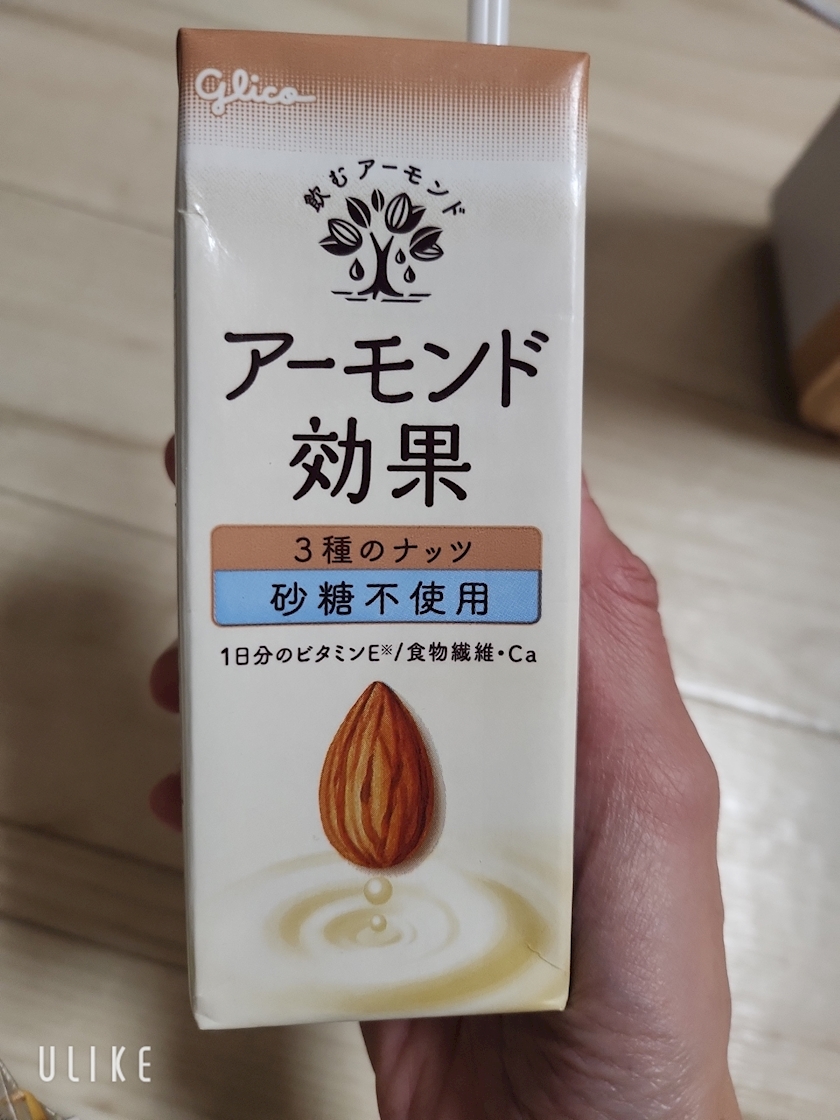 Glico
飲むアーモンド
アーモンド
効果
3種のナッツ
砂糖不使用
1日分のビタミンE※/食物繊維・Ca
ULIKE